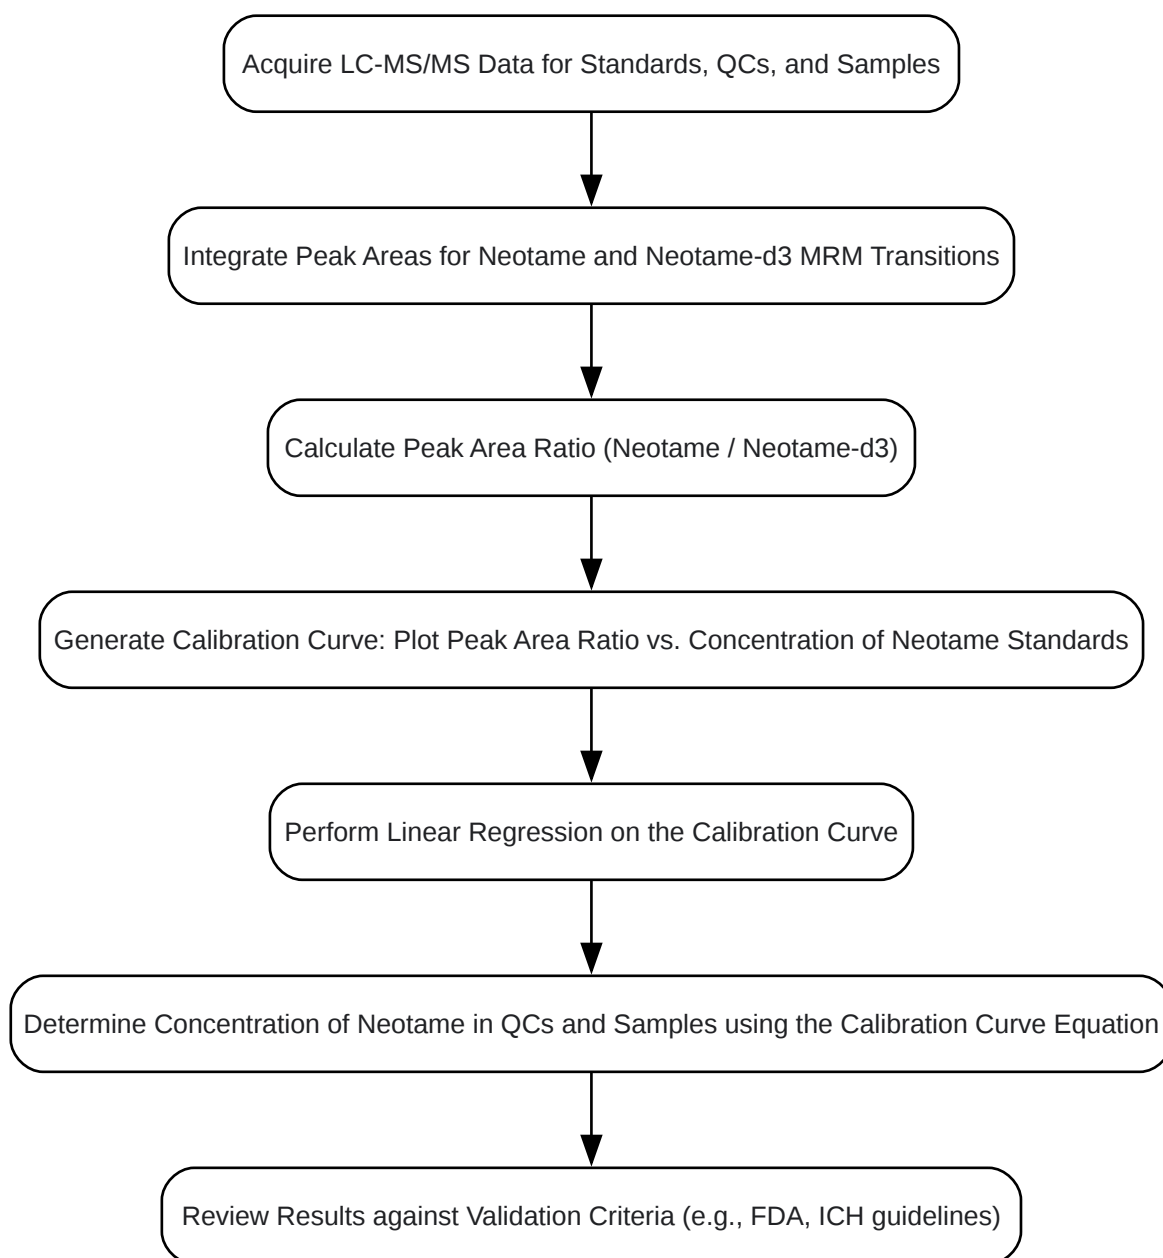 Acquire LC-MS/MS Data for Standards, QCs, and Samples
Integrate Peak Areas for Neotame and Neotame-d3 MRM Transitions
Calculate Peak Area Ratio (Neotame / Neotame-d3)
Generate Calibration Curve: Plot Peak Area Ratio vs. Concentration of Neotame Standards
Perform Linear Regression on the Calibration Curve
Determine Concentration of Neotame in QCs and Samples using the Calibration Curve Equation
Review Results against Validation Criteria (e.g., FDA, ICH guidelines)